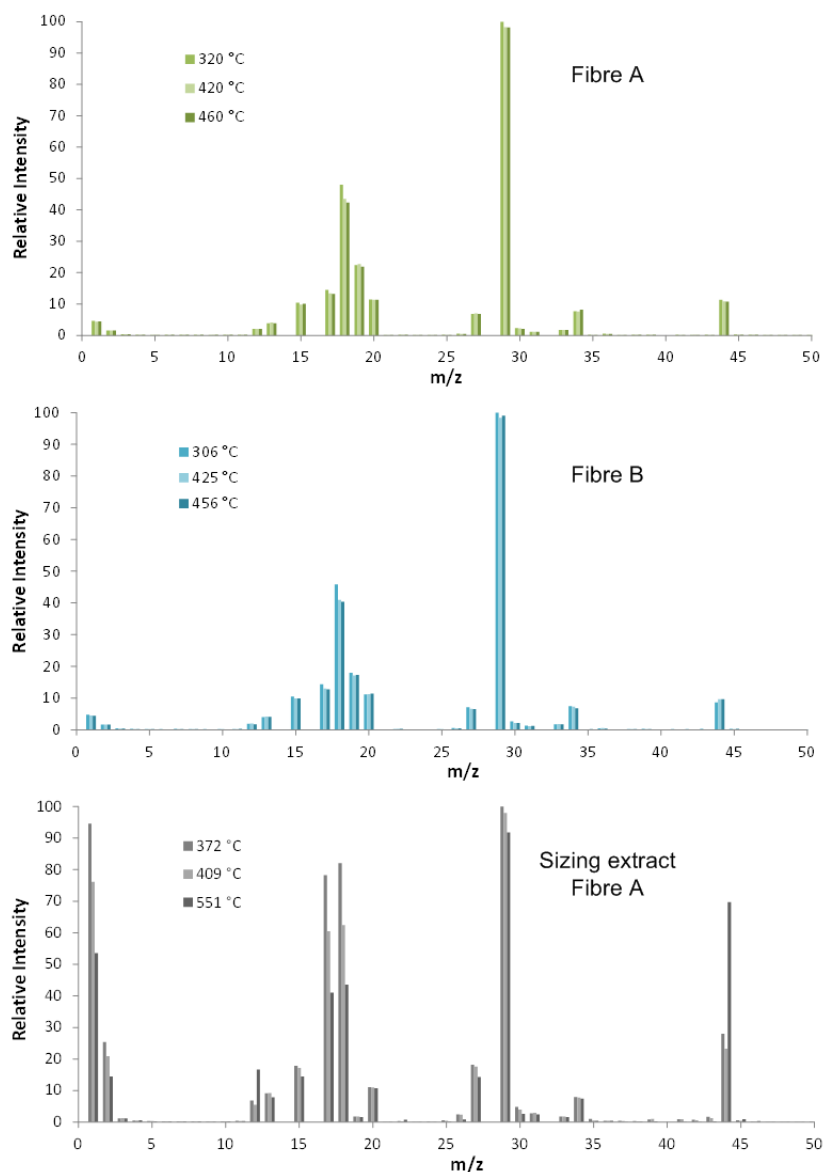 Relative Intensity
100
90
80
70
60
50
40
30
20
10
0
320 °C
420 °C
460 °C
Fibre A
0 5 10 15 20 25 30 35 40 45 50
m/z
Relative Intensity
100
90
80
70
60
50
40
30
20
10
0
306 °C
425 °C
456 °C
Fibre B
0 5 10 15 20 25 30 35 40 45 50
m/z
Relative Intensity
100
90
80
70
60
50
40
30
20
10
0
372 °C
409 °C
551 °C
Sizing extract
Fibre A
0 5 10 15 20 25 30 35 40 45 50
m/z